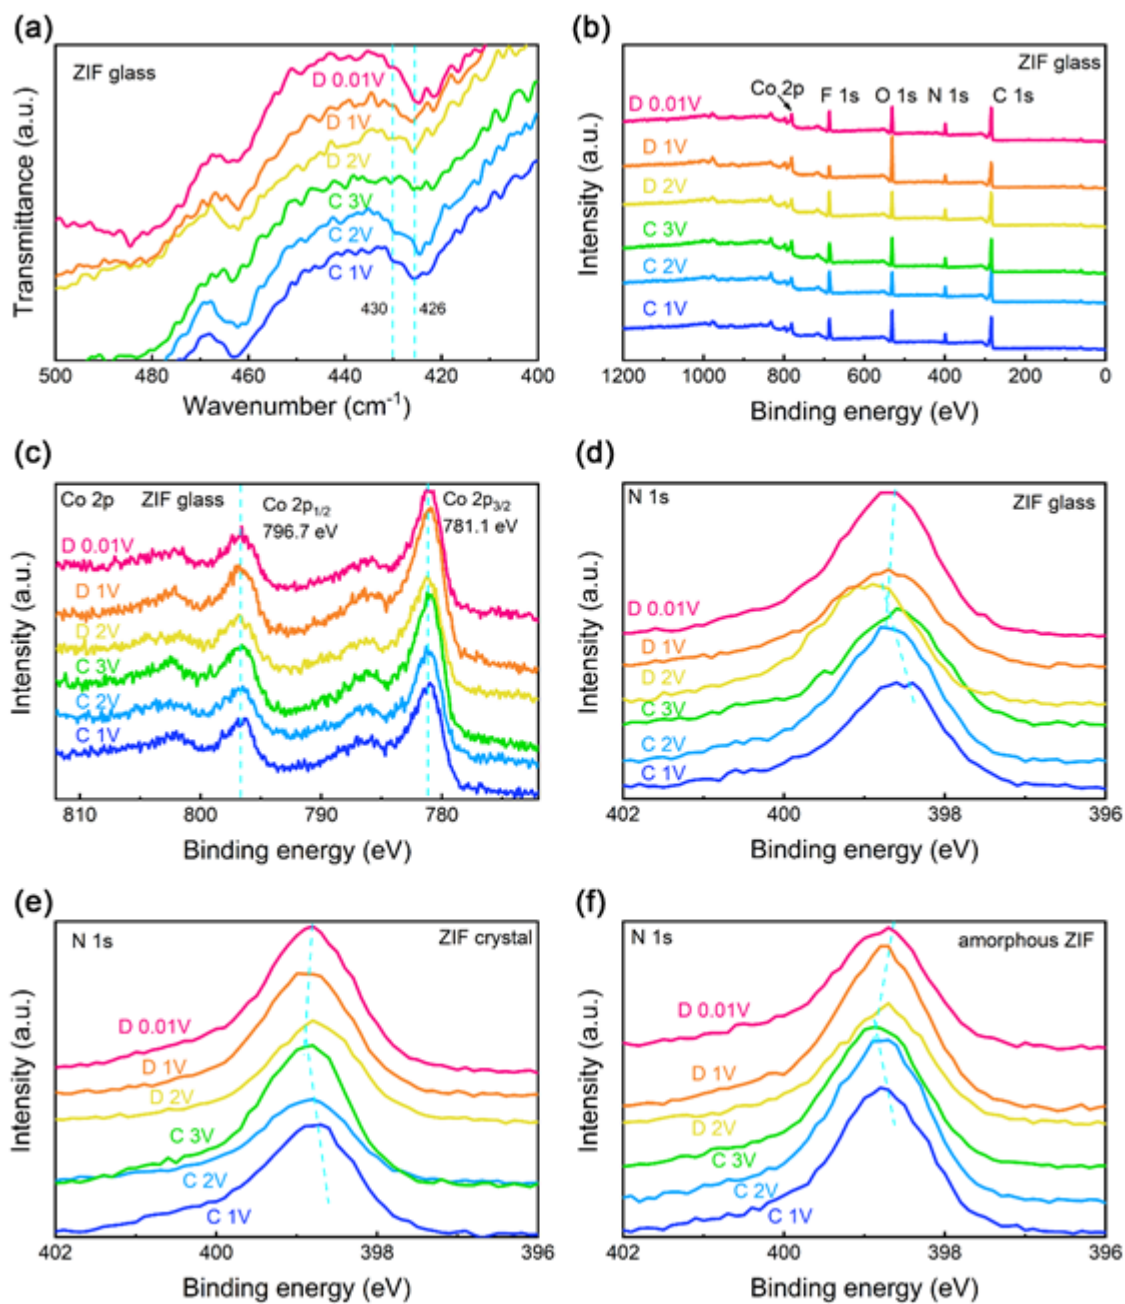 (a)
ZIF glass
D 0.01V
D 1V
D 2V
C 3V
C 2V
C 1V
430
426
Transmittance (a.u.)
500 480 460 440 420 400
Wavenumber (cm⁻¹)
(b)
ZIF glass
Co 2p F 1s O 1s N 1s C 1s
D 0.01V
D 1V
D 2V
C 3V
C 2V
C 1V
Intensity (a.u.)
1200 1000 800 600 400 200 0
Binding energy (eV)
(c)
Co 2p ZIF glass
Co 2p₁/₂
796.7 eV
Co 2p₃/₂
781.1 eV
D 0.01V
D 1V
D 2V
C 3V
C 2V
C 1V
Intensity (a.u.)
810 800 790 780
Binding energy (eV)
(d)
N 1s
ZIF glass
D 0.01V
D 1V
D 2V
C 3V
C 2V
C 1V
Intensity (a.u.)
402 400 398 396
Binding energy (eV)
(e)
N 1s
ZIF crystal
D 0.01V
D 1V
D 2V
C 3V
C 2V
C 1V
Intensity (a.u.)
402 400 398 396
Binding energy (eV)
(f)
N 1s
amorphous ZIF
D 0.01V
D 1V
D 2V
C 3V
C 2V
C 1V
Intensity (a.u.)
402 400 398 396
Binding energy (eV)